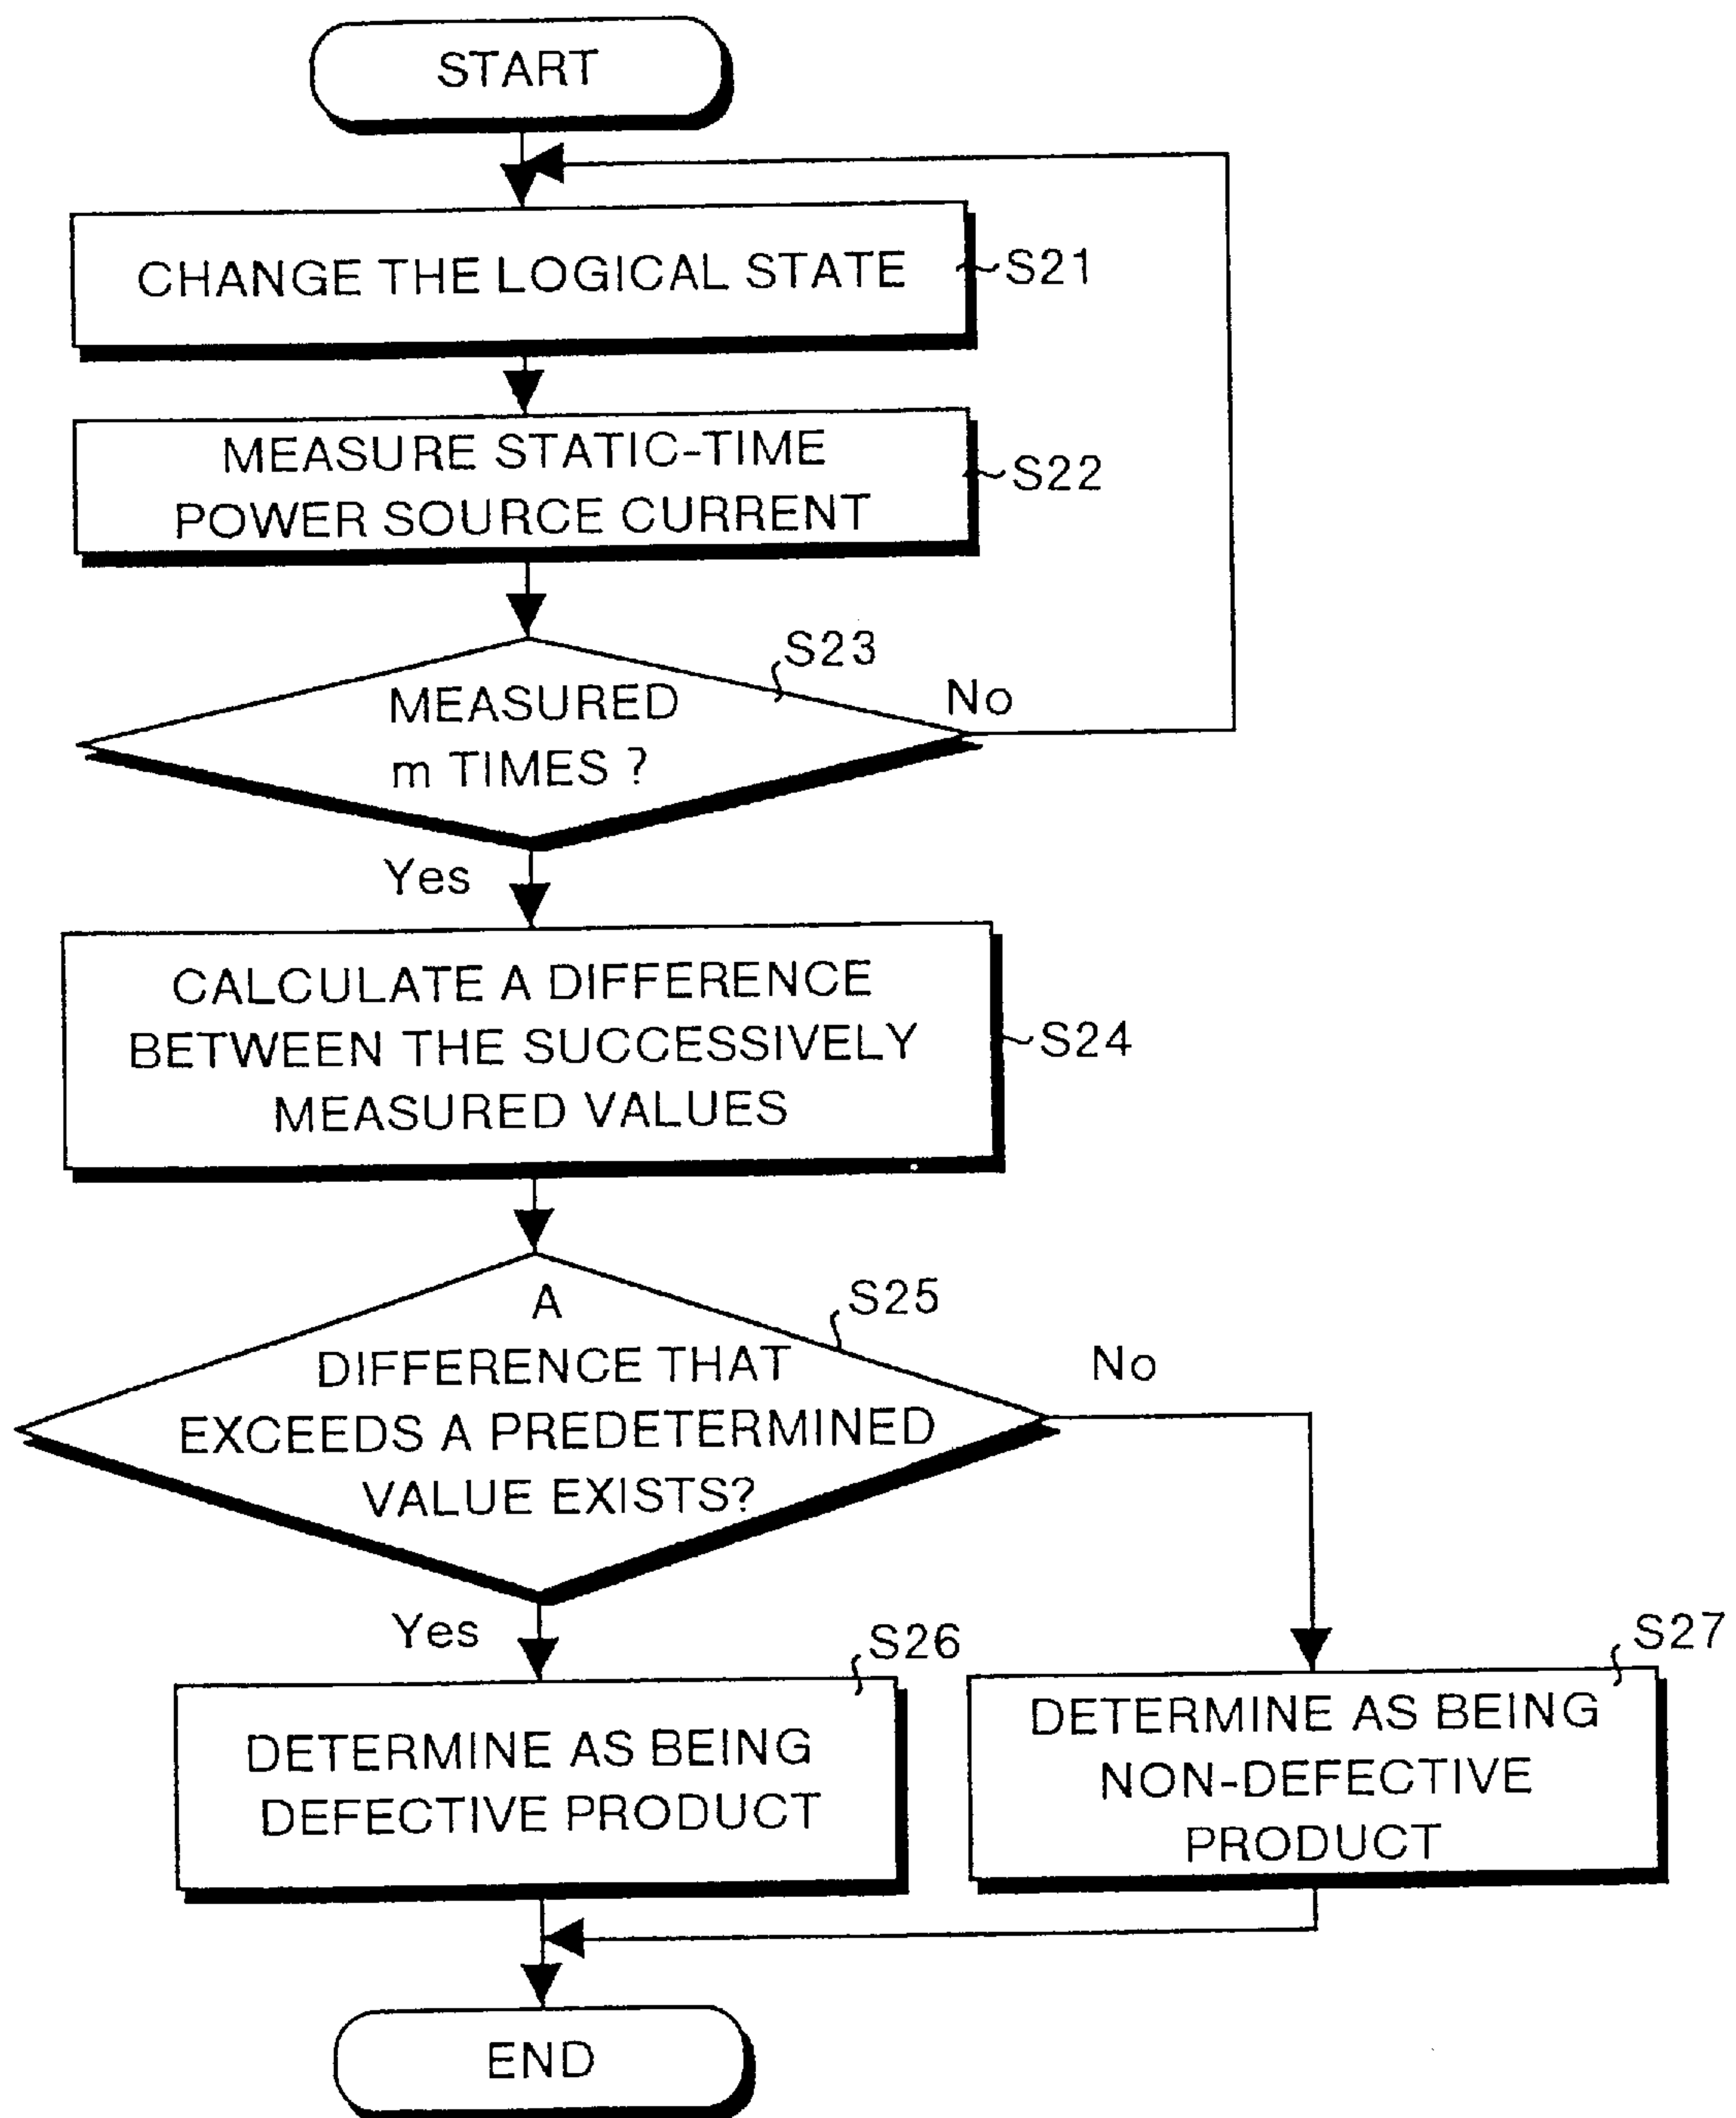 START
CHANGE THE LOGICAL STATE
S21
MEASURE STATIC-TIME
POWER SOURCE CURRENT
S22
S23
MEASURED
m TIMES ?
No
Yes
CALCULATE A DIFFERENCE
BETWEEN THE SUCCESSIVELY
MEASURED VALUES
S24
A
DIFFERENCE THAT
EXCEEDS A PREDETERMINED
VALUE EXISTS?
S25
No
Yes
S26
DETERMINE AS BEING
DEFECTIVE PRODUCT
S27
DETERMINE AS BEING
NON-DEFECTIVE
PRODUCT
END